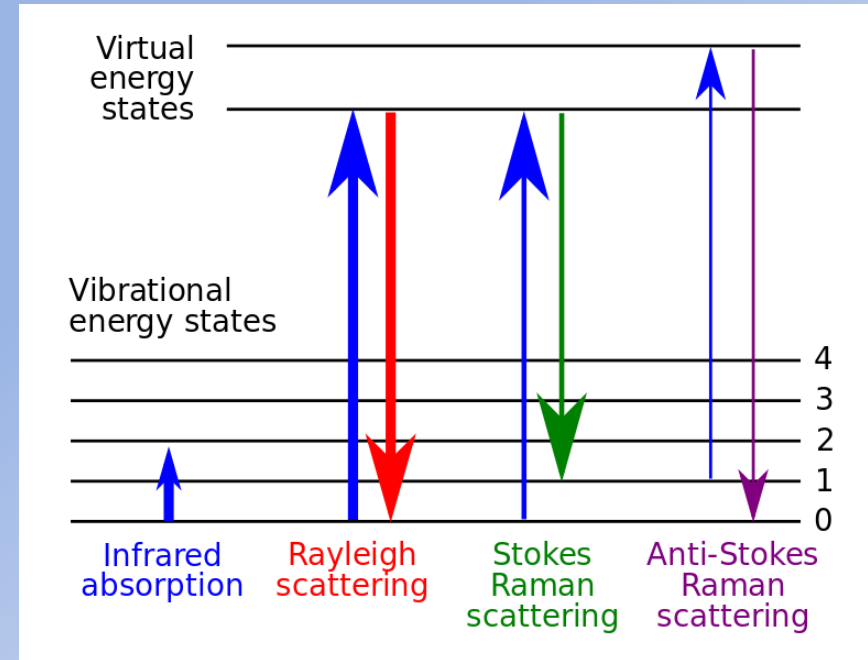 Virtual
energy
states
Vibrational
energy states
4
3
2
1
0
Infrared
absorption
Rayleigh
scattering
Stokes
Raman
scattering
Anti-Stokes
Raman
scattering